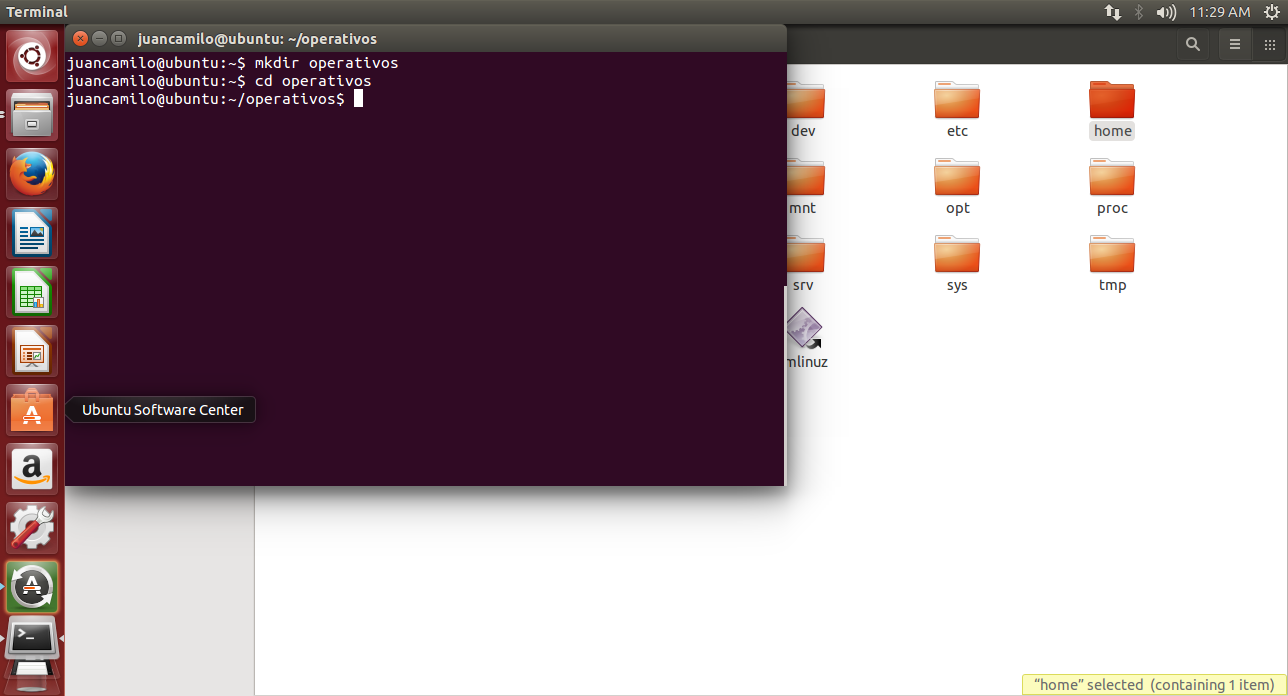 Terminal
11:29 AM
juancamilo@ubuntu: ~/operativos
juancamilo@ubuntu:~$ mkdir operativos
juancamilo@ubuntu:~$ cd operativos
juancamilo@ubuntu:~/operativos$
dev
etc
home
mnt
opt
proc
srv
sys
tmp
mlinuz
Ubuntu Software Center
a
>_
“home” selected (containing 1 item)